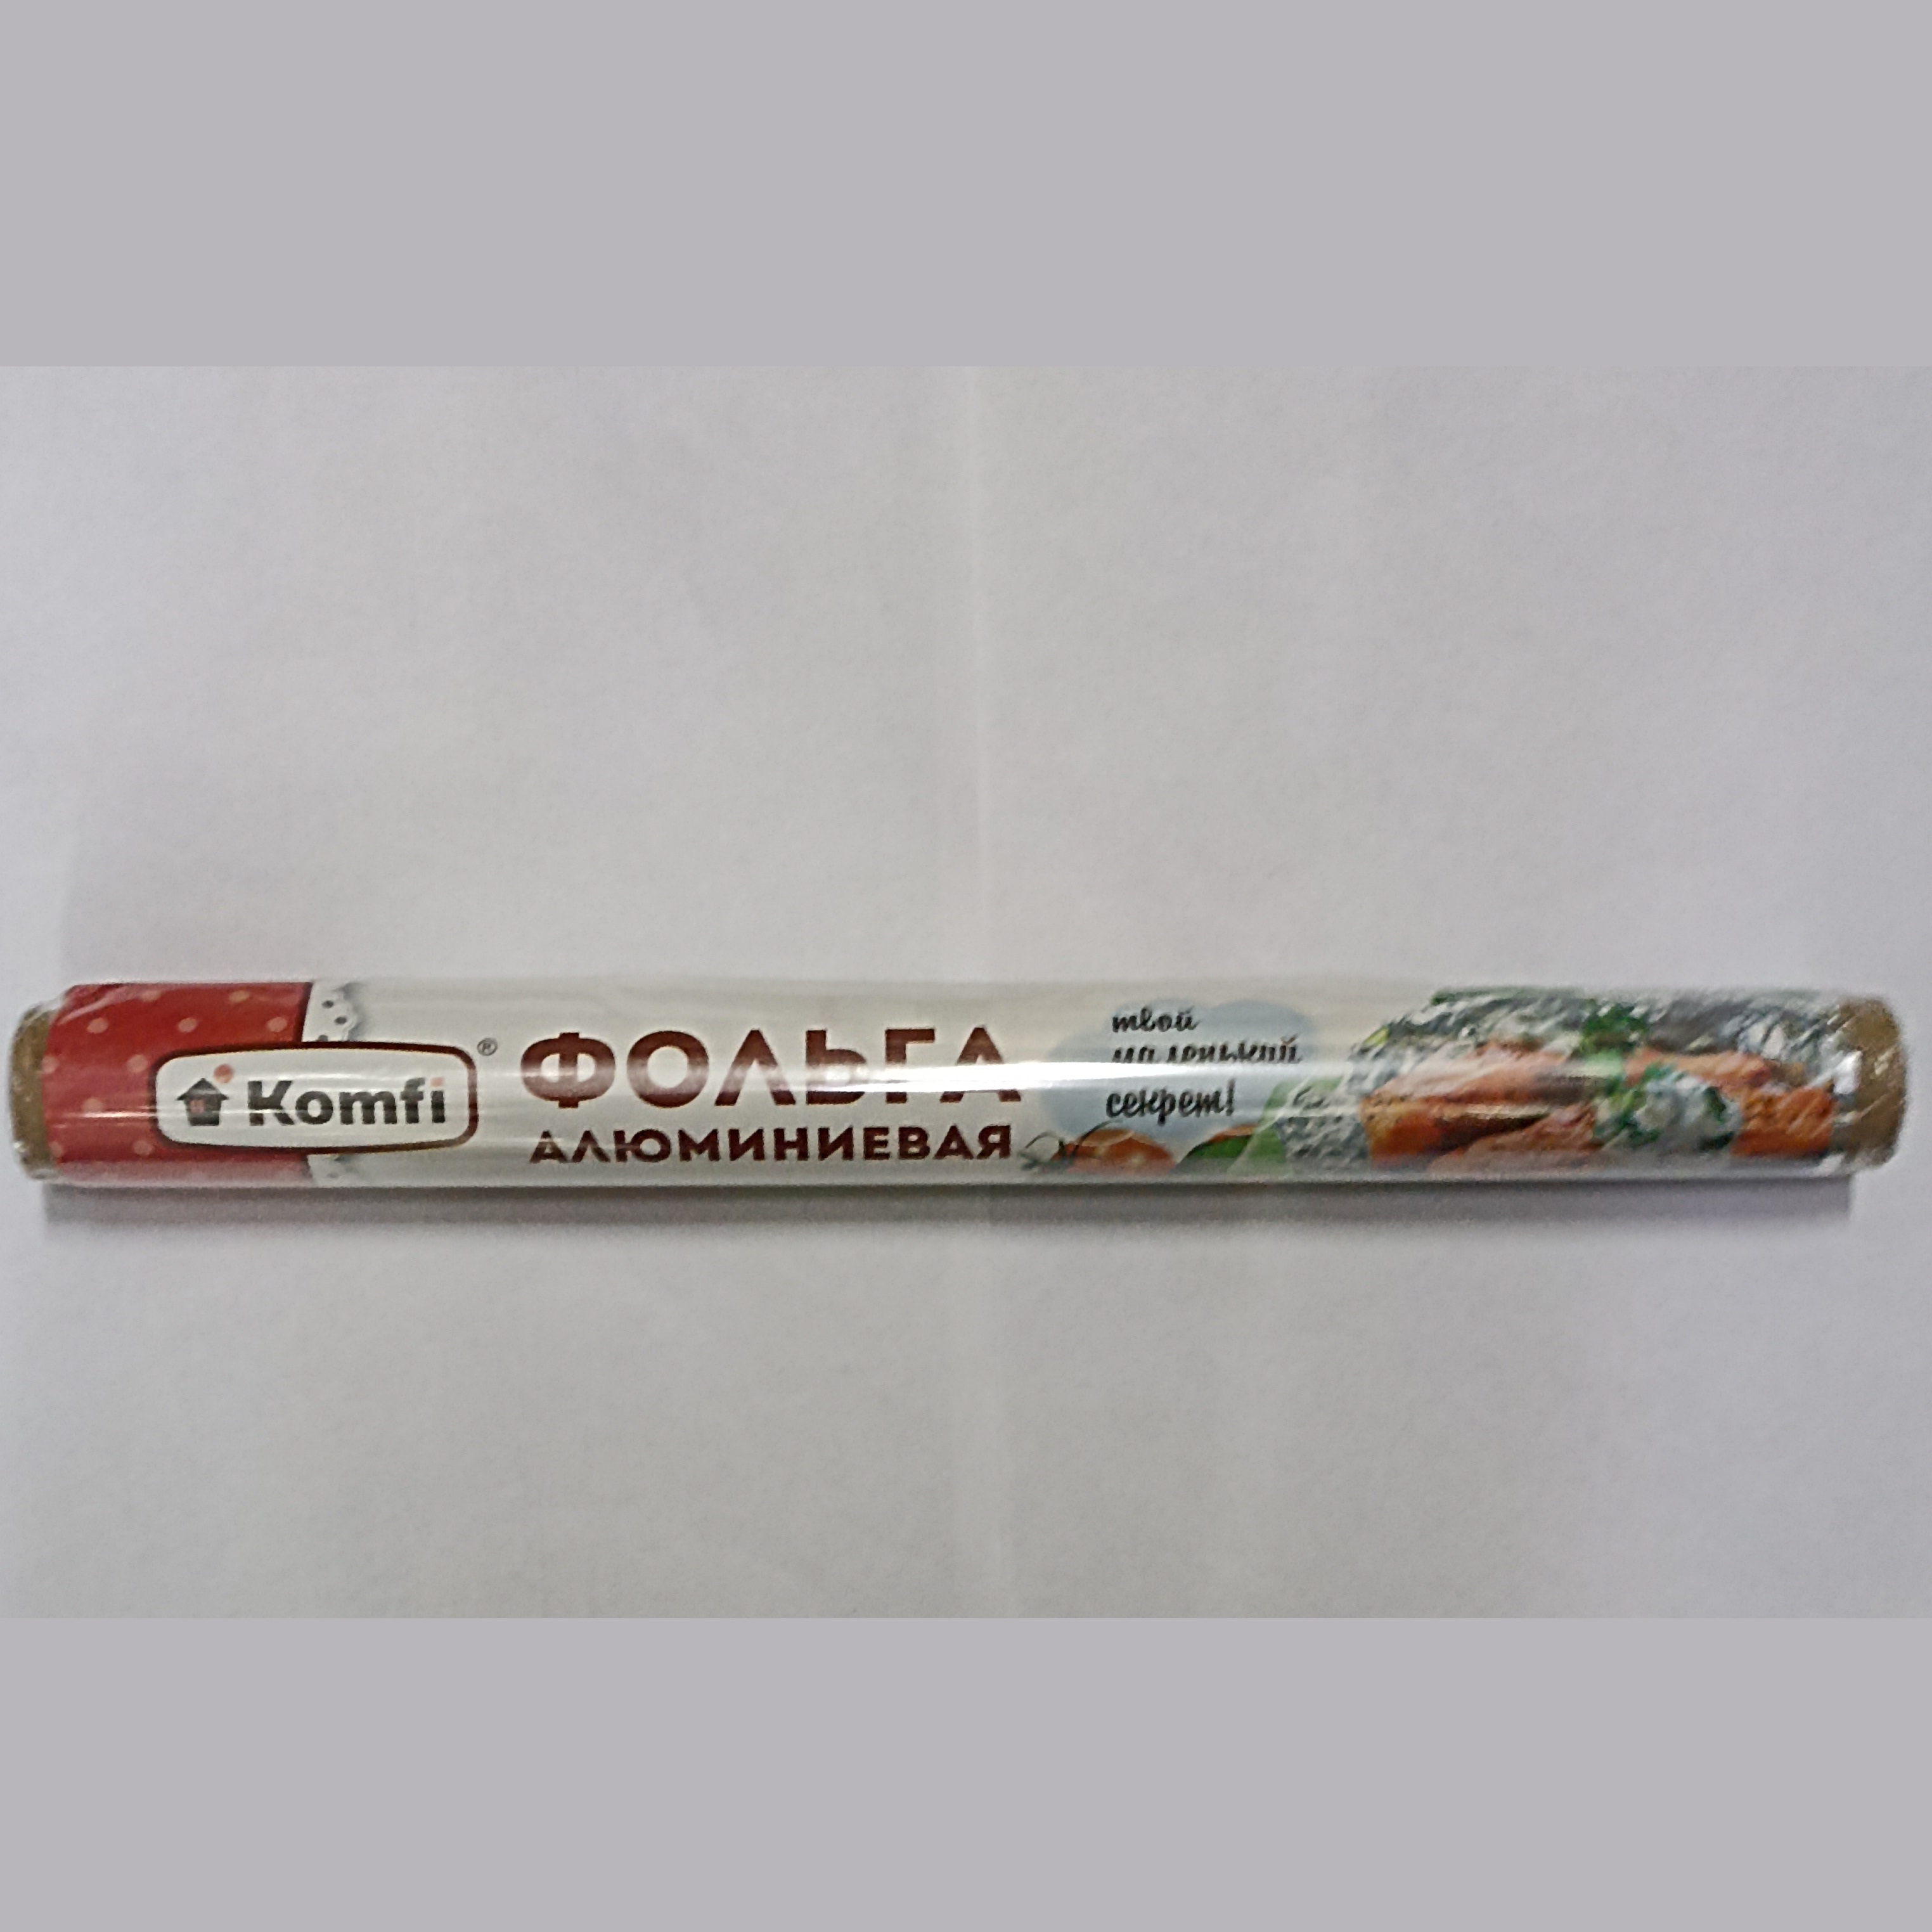 Komfi®
ФОЛЬГА
АЛЮМИНИЕВАЯ
твой
маленький
секрет!